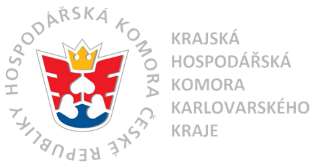 HOSPODÁŘSKÁ KOMORA ČESKÉ REPUBLIKY
KRAJSKÁ
HOSPODÁŘSKÁ
KOMORA
KARLOVARSKÉHO
KRAJE